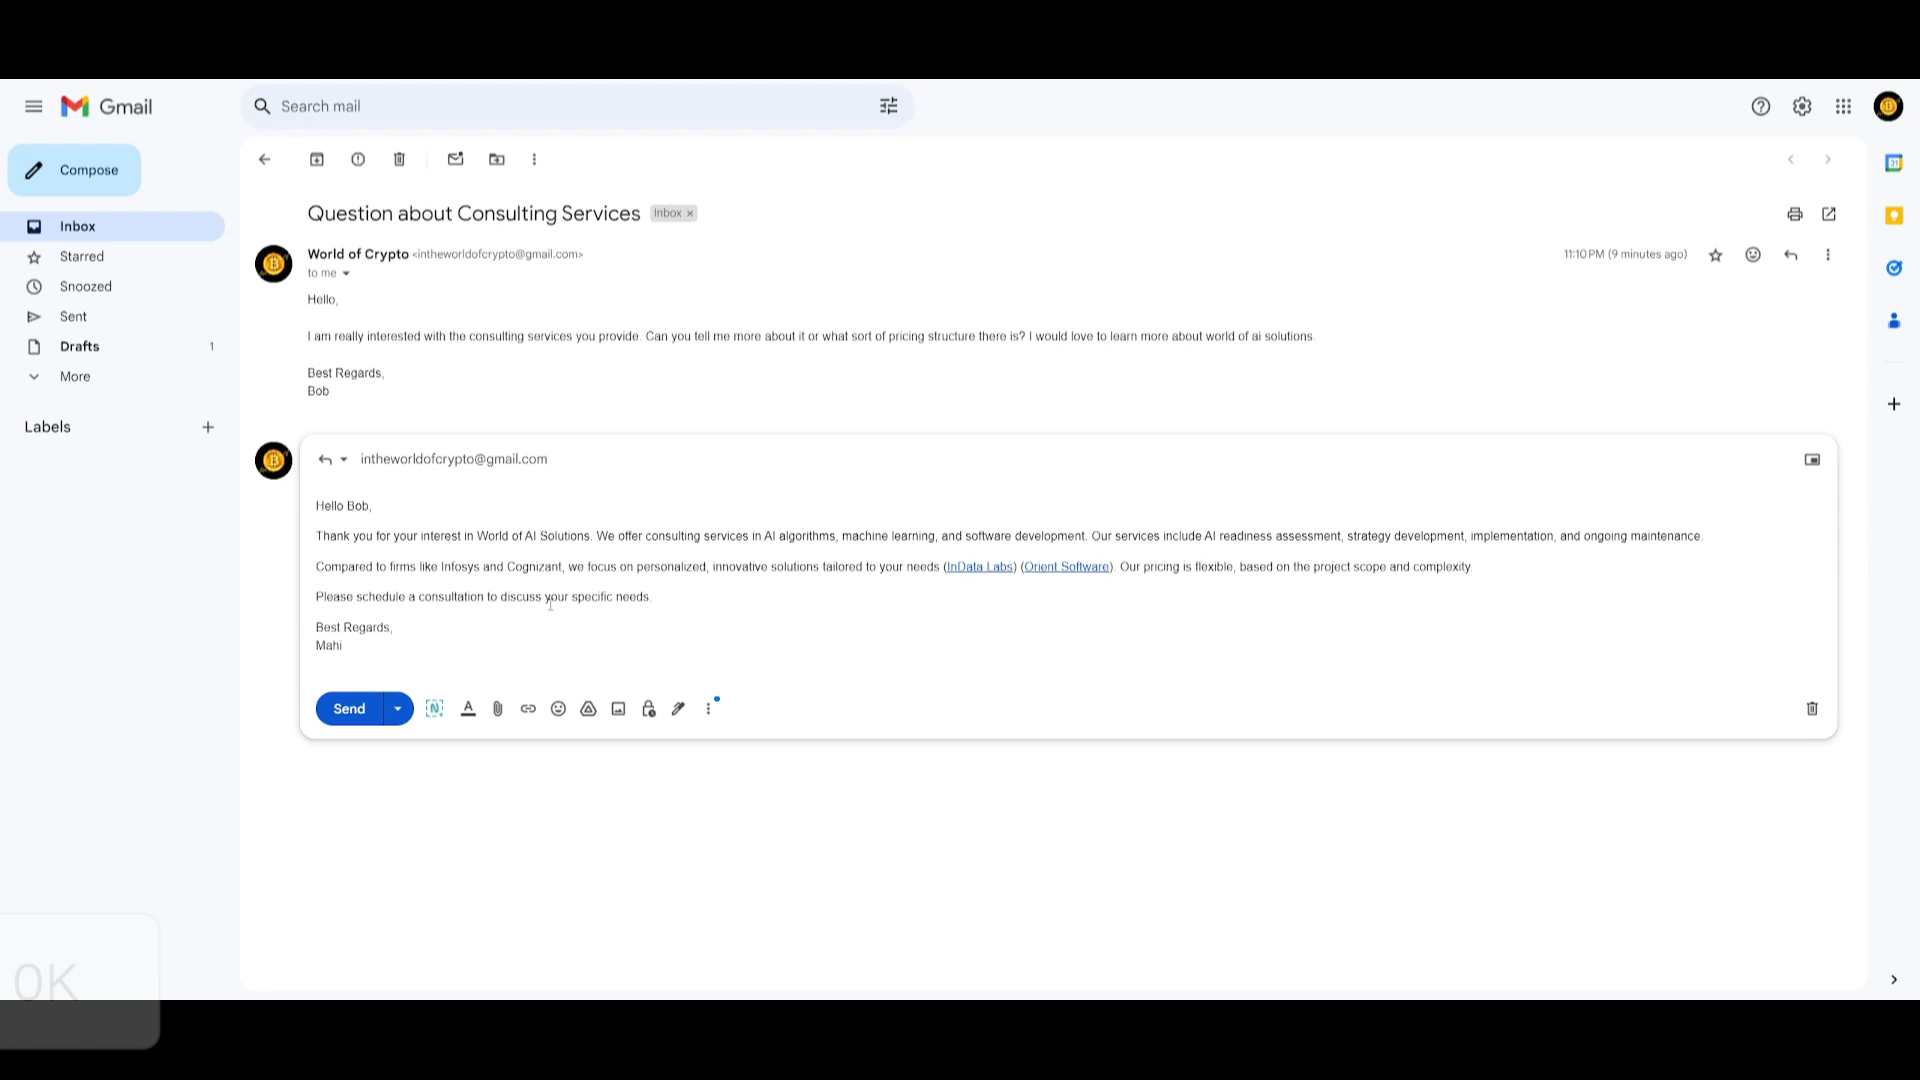 Gmail
Search mail
Compose
Inbox
Starred
Snoozed
Sent
Drafts 1
More
Labels
Question about Consulting Services Inbox ×
World of Crypto <intheworldofcrypto@gmail.com> 11:10 PM (9 minutes ago)
to me
Hello,
I am really interested with the consulting services you provide. Can you tell me more about it or what sort of pricing structure there is? I would love to learn more about world of ai solutions.
Best Regards,
Bob
intheworldofcrypto@gmail.com
Hello Bob,
Thank you for your interest in World of AI Solutions. We offer consulting services in AI algorithms, machine learning, and software development. Our services include AI readiness assessment, strategy development, implementation, and ongoing maintenance.
Compared to firms like Infosys and Cognizant, we focus on personalized, innovative solutions tailored to your needs (InData Labs) (Orient Software). Our pricing is flexible, based on the project scope and complexity.
Please schedule a consultation to discuss your specific needs.
Best Regards,
Mahi
Send
31
0K